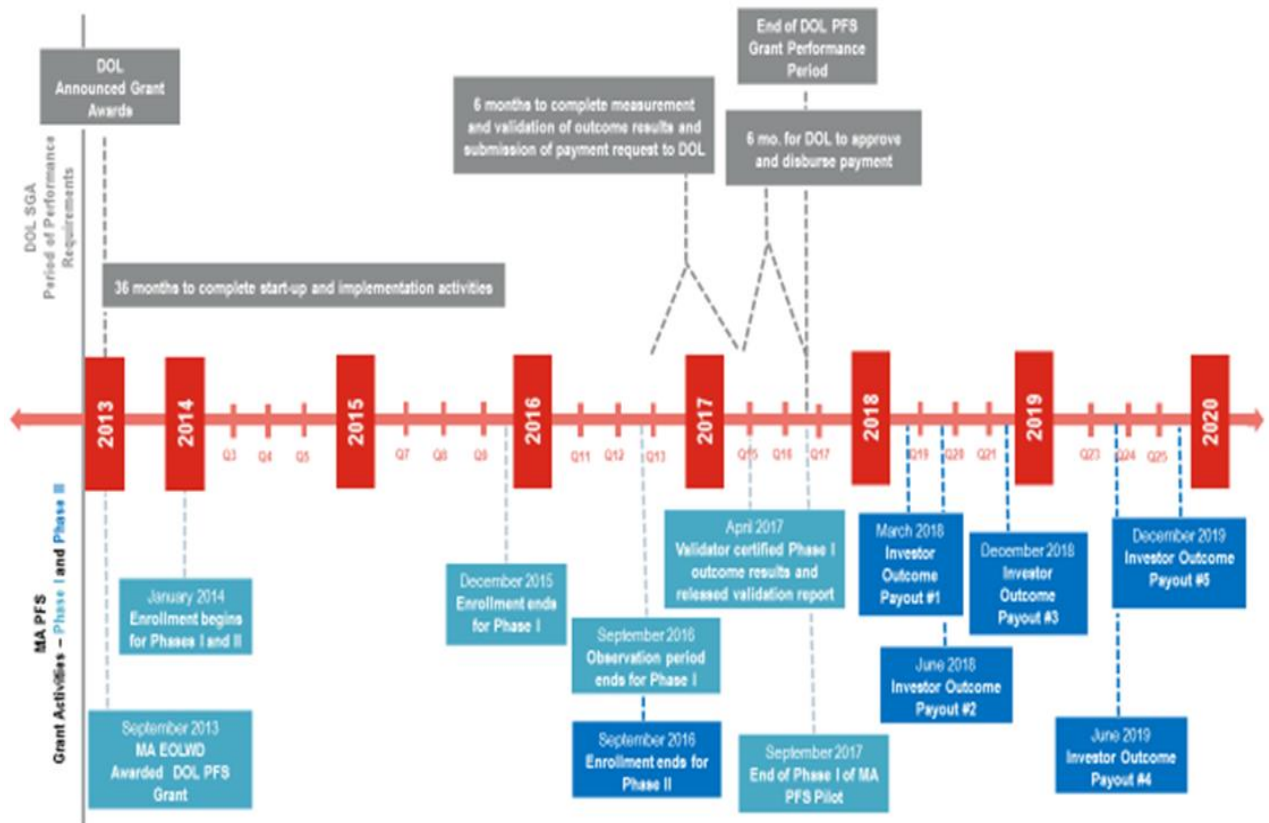 DOL
Announced Grant
Awards
6 months to complete measurement
and validation of outcome results and
submission of payment request to DOL
End of DOL PFS
Grant Performance
Period
6 mo. for DOL to approve
and disburse payment
DOL SGA
Period of Performance
Requirements
36 months to complete start-up and implementation activities
2013
2014
Q3
Q4
Q5
2015
Q7
Q8
Q9
2016
Q11
Q12
Q13
2017
Q15
Q16
Q17
2018
Q19
Q20
Q21
2019
Q23
Q24
Q25
2020
MA PFS
Grant Activities – Phase I and Phase II
January 2014
Enrollment begins
for Phases I and II
September 2013
MA EOLWD
Awarded DOL PFS
Grant
December 2015
Enrollment ends
for Phase I
September 2016
Observation period
ends for Phase I
September 2016
Enrollment ends for
Phase II
April 2017
Validator certified Phase I
outcome results and
released validation report
September 2017
End of Phase I of MA
PFS Pilot
March 2018
Investor
Outcome
Payout #1
June 2018
Investor Outcome
Payout #2
December 2018
Investor
Outcome
Payout #3
June 2019
Investor Outcome
Payout #4
December 2019
Investor Outcome
Payout #5